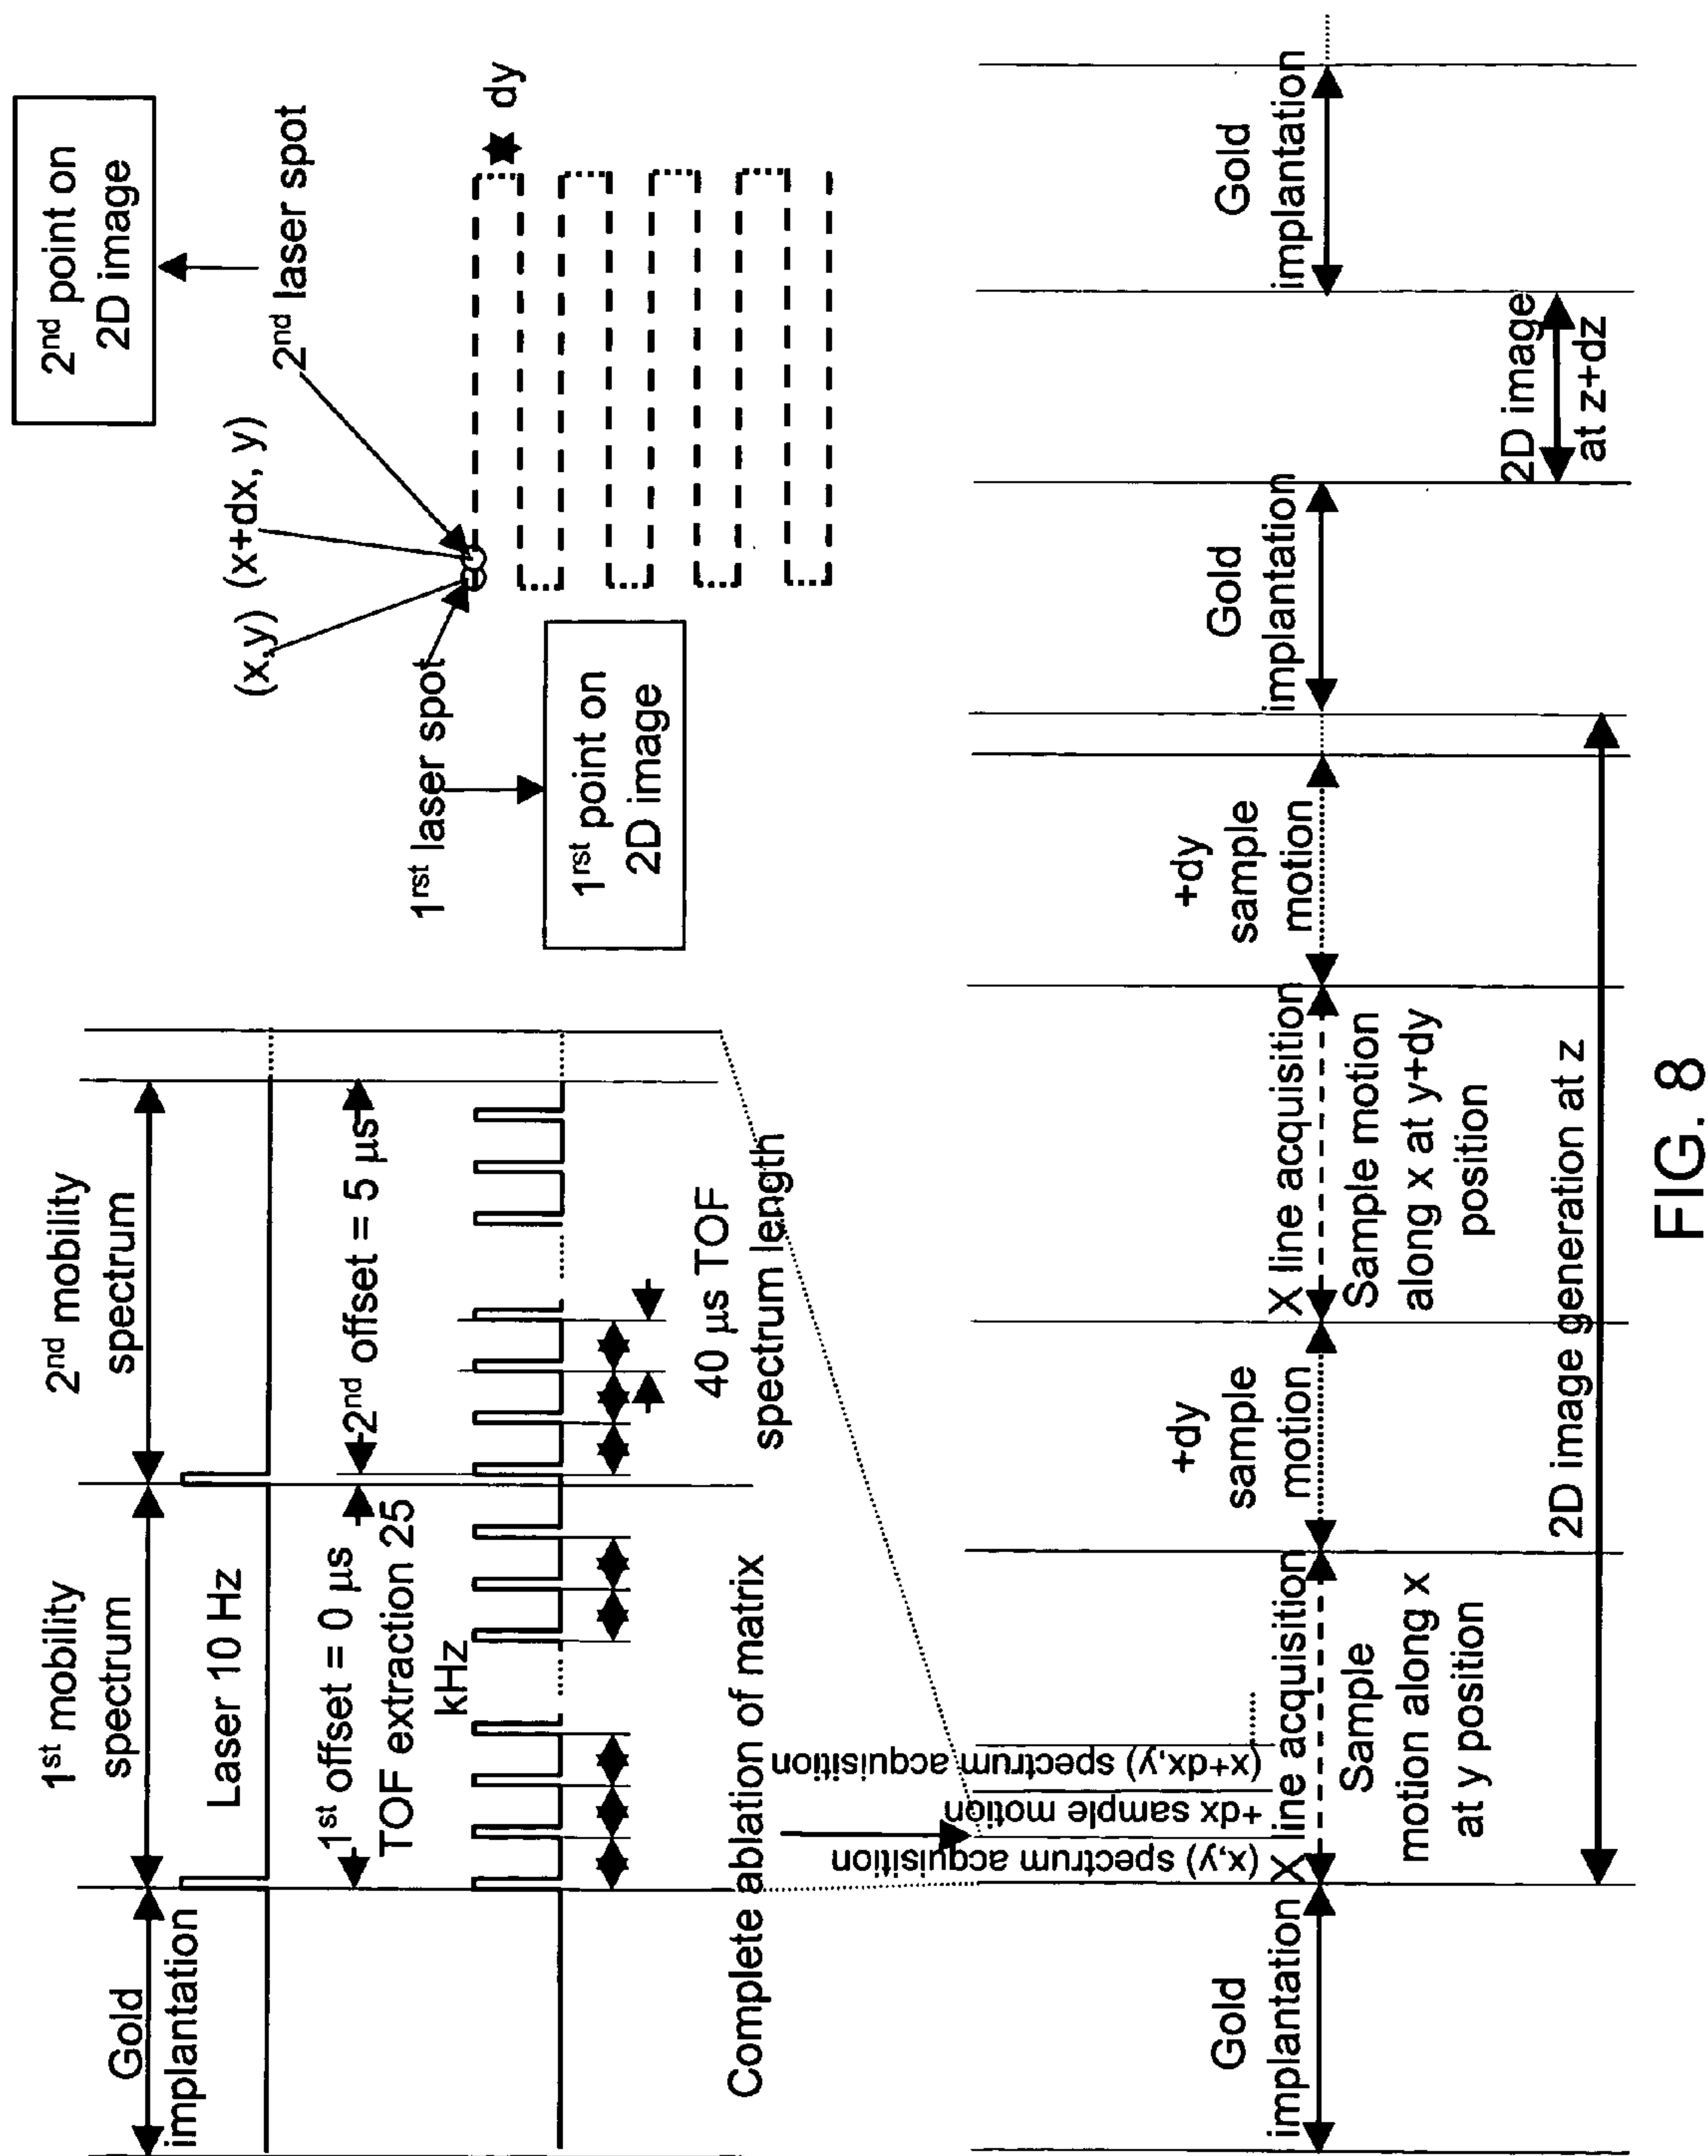 Gold
implantation
1st mobility
spectrum
2nd mobility
spectrum
Laser 10 Hz
1st offset = 0 µs
2nd offset = 5 µs
TOF extraction 25
kHz
40 µs TOF
spectrum length
Complete ablation of matrix
2nd point on
2D image
(x,y)
(x+dx, y)
2nd laser spot
1rst laser spot
dy
1rst point on
2D image
(x,y) spectrum acquisition
+dx sample motion
(x+dx,y) spectrum acquisition
Gold
implantation
X line acquisition
Sample
motion along x
at y position
+dy
sample
motion
X line acquisition
Sample motion
along x at y+dy
position
+dy
sample
motion
Gold
implantation
2D image
at z+dz
Gold
implantation
2D image generation at z
FIG. 8